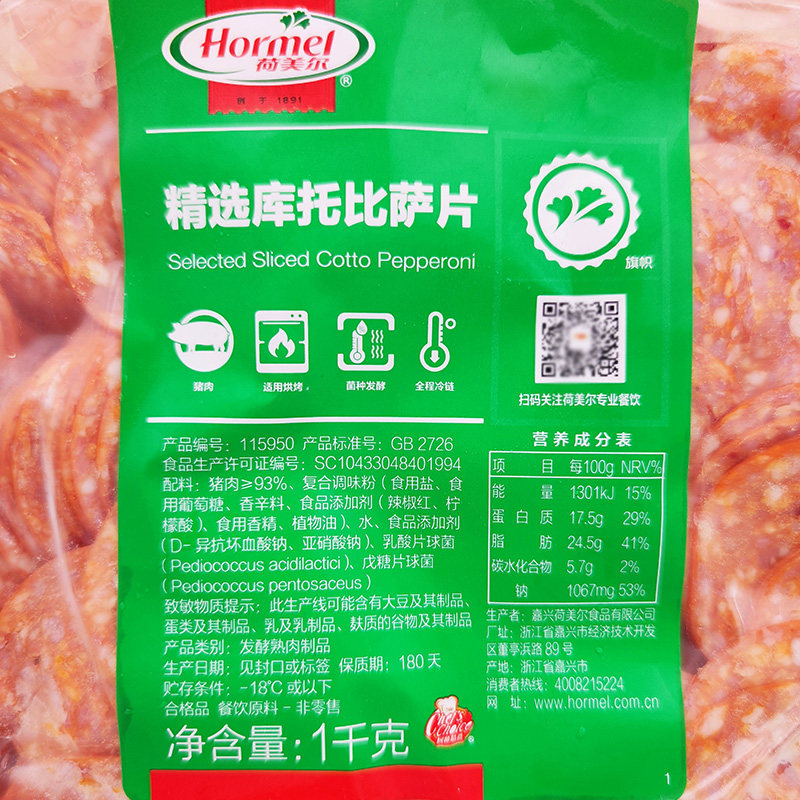 Hormel
荷美尔
®
创于1891
精选库托比萨片
Selected Sliced Cotto Pepperoni
旗帜
猪肉
适用烘烤
菌种发酵
全程冷链
扫码关注荷美尔专业餐饮
产品编号：115950 产品标准号：GB 2726
食品生产许可证编号：SC10433048401994
配料：猪肉≥93%、复合调味粉（食用盐、食
用葡萄糖、香辛料、食品添加剂（辣椒红、柠
檬酸）、食用香精、植物油）、水、食品添加剂
（D-异抗坏血酸钠、亚硝酸钠）、乳酸片球菌
（Pediococcus acidilactici）、戊糖片球菌
（Pediococcus pentosaceus）
致敏物质提示：此生产线可能含有大豆及其制品、
蛋类及其制品、乳及乳制品、麸质的谷物及其制品
产品类别：发酵熟肉制品
生产日期：见封口或标签 保质期：180天
贮存条件：-18℃或以下
合格品 餐饮原料-非零售
净含量：1千克
Chef's
Choice
®
营养成分表
项 目 每100g NRV%
能 量 1301kJ 15%
蛋白质 17.5g 29%
脂 肪 24.5g 41%
碳水化合物 5.7g 2%
钠 1067mg 53%
生产者：嘉兴荷美尔食品有限公司
厂址：浙江省嘉兴市经济技术开发
区董亭浜路89号
产地：浙江省嘉兴市
消费者热线：4008215224
网 址：www.hormel.com.cn
1